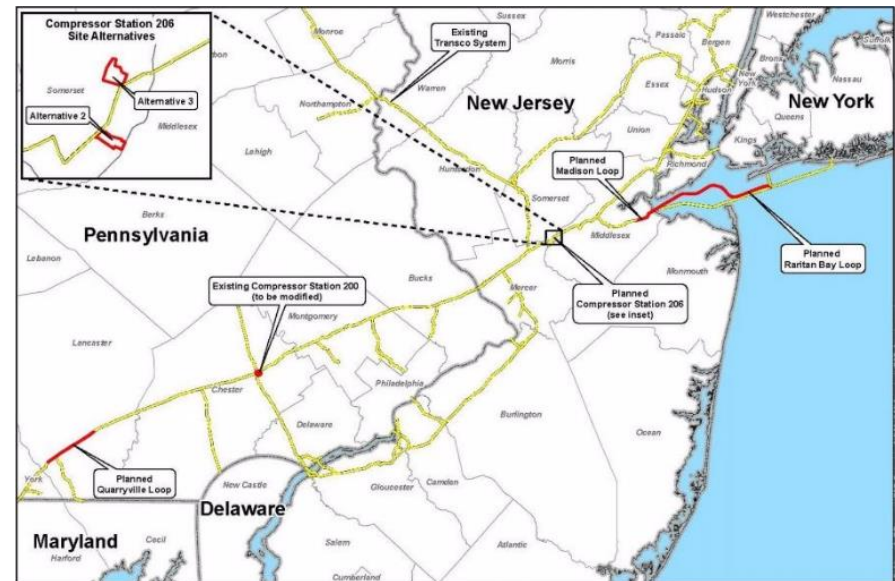 Compressor Station 206
Site Alternatives
Somerset
Alternative 3
Alternative 2
Middlesex
Monroe
Existing
Transco System
Sussex
Passaic
Bergen
Westchester
Suffolk
Warren
Morris
Essex
Hudson
New
York
Bronx
Nassau
Northampton
New Jersey
New York
Queens
Lehigh
Union
Kings
Planned
Madison Loop
Richmond
Hunterdon
Somerset
Berks
Middlesex
Pennsylvania
Planned
Raritan Bay Loop
Lebanon
Existing Compressor Station 200
(to be modified)
Bucks
Monmouth
Mercer
Planned
Compressor Station 206
(see inset)
Montgomery
Lancaster
Chester
Philadelphia
Burlington
Ocean
Delaware
York
Planned
Quarryville Loop
New Castle
Camden
Gloucester
Delaware
Maryland
Cecil
Harford
Salem
Atlantic
Cumberland